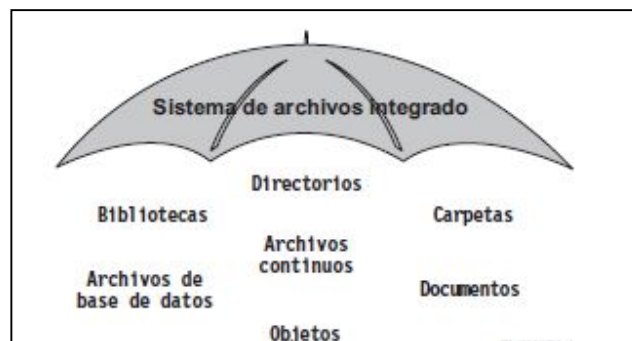 Sistema de archivos integrado
Directorios
Bibliotecas
Carpetas
Archivos
continuos
Archivos de
base de datos
Documentos
Objetos